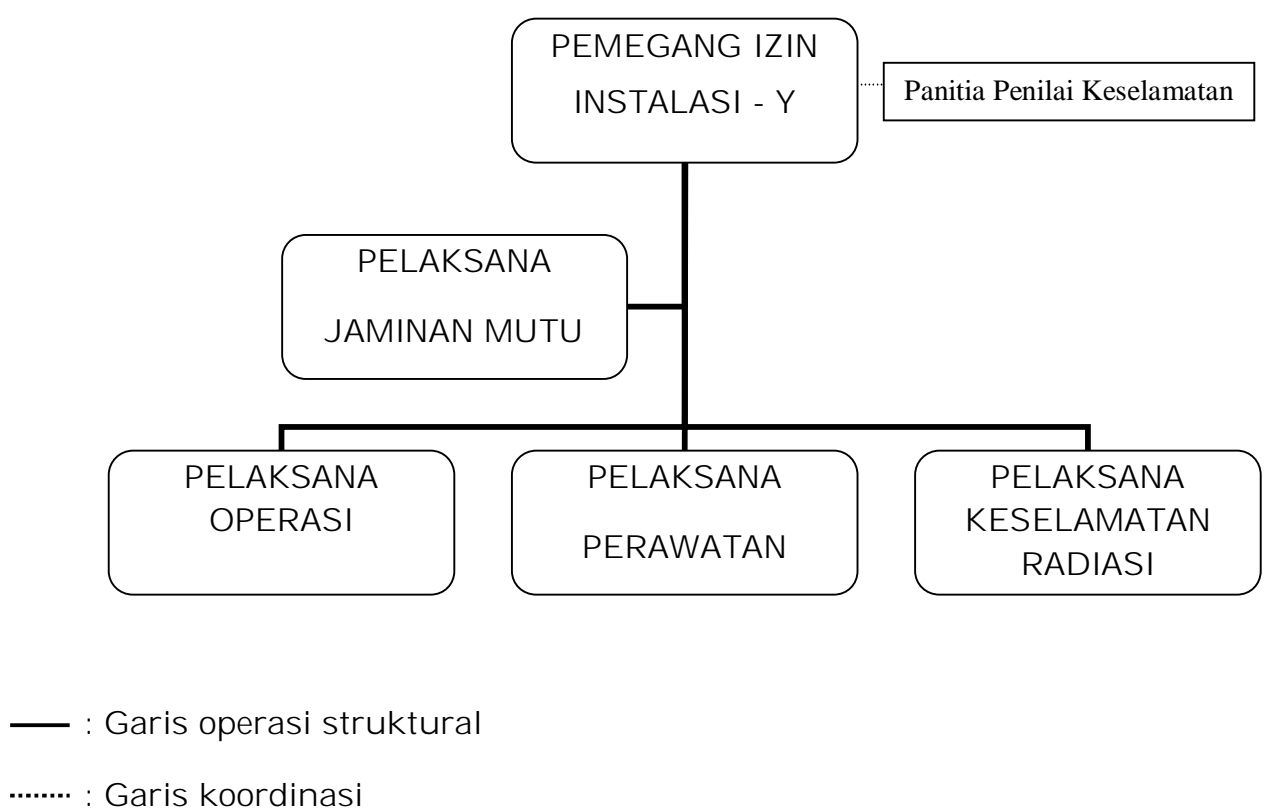 PEMEGANG IZIN
INSTALASI - Y
Panitia Penilai Keselamatan
PELAKSANA
JAMINAN MUTU
PELAKSANA
OPERASI
PELAKSANA
PERAWATAN
PELAKSANA
KESELAMATAN
RADIASI
: Garis operasi struktural
: Garis koordinasi